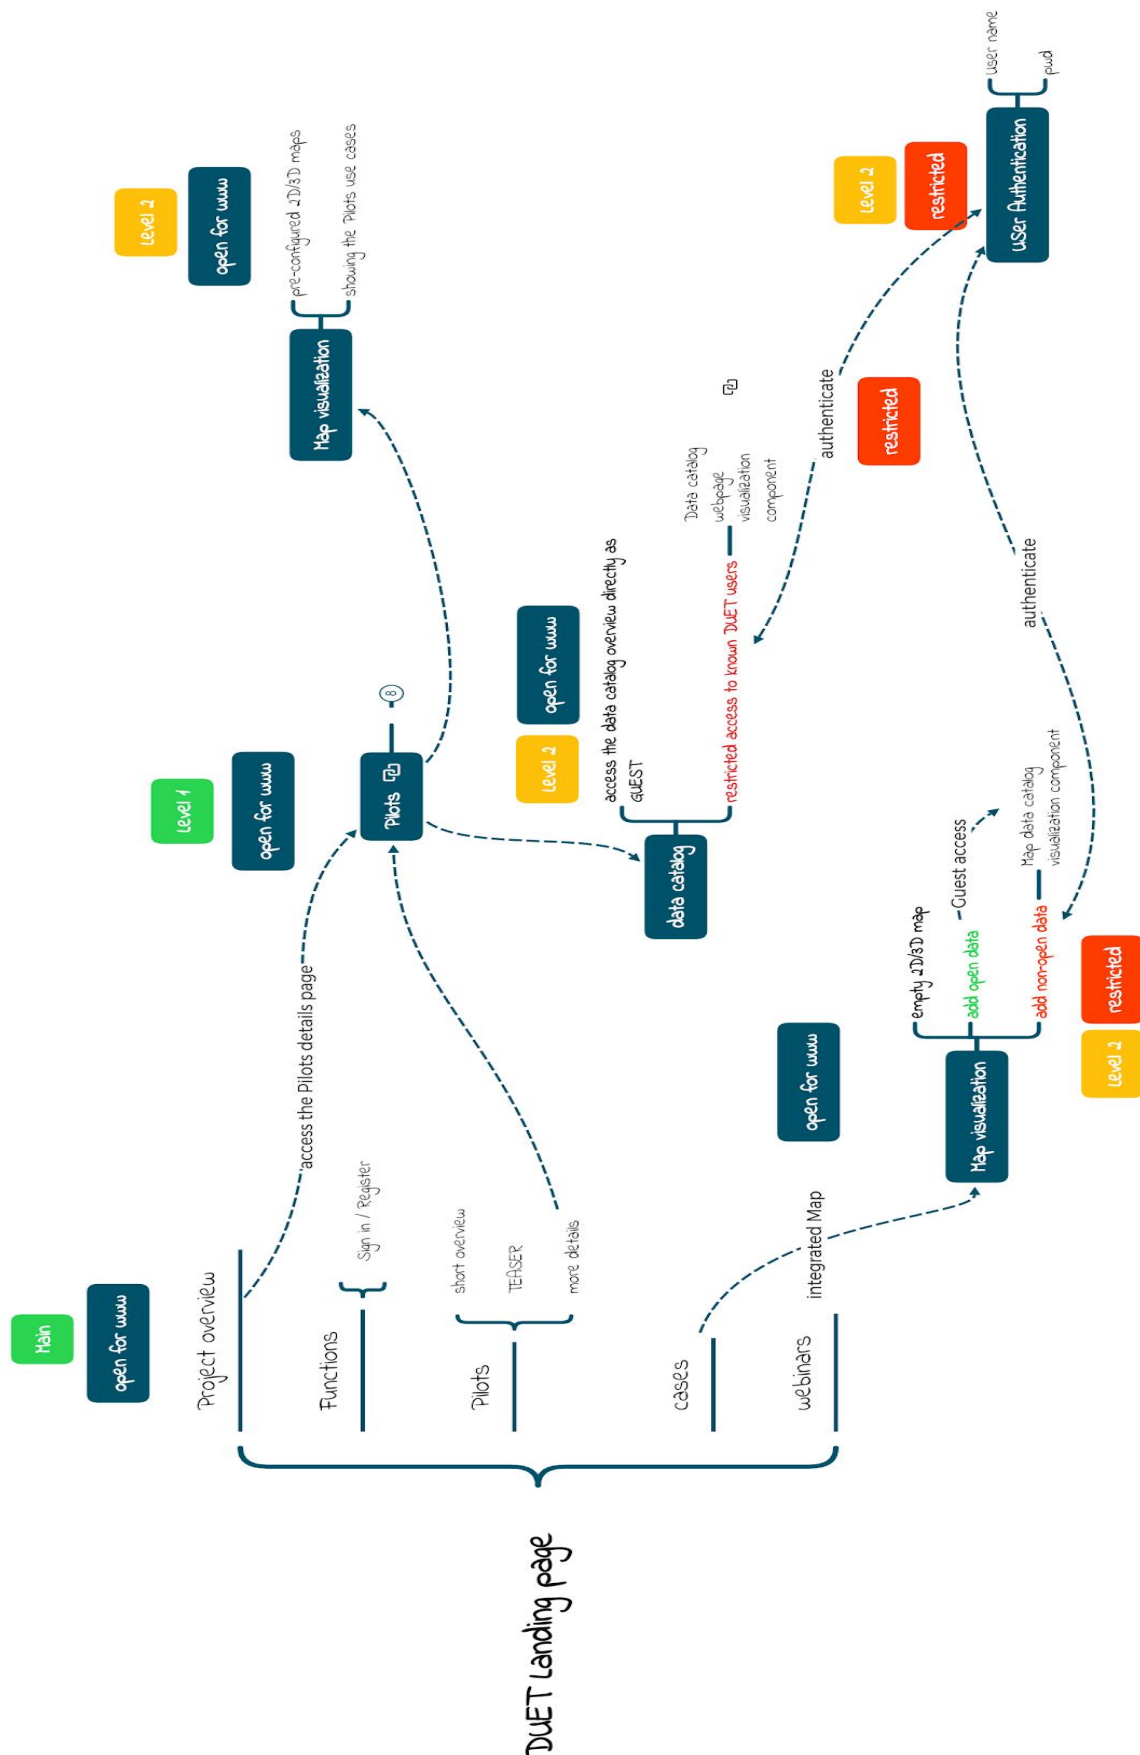 DUET Landing page
Main
open for www
Project overview
access the Pilots details page
Functions
Sign in / Register
Pilots
short overview
TEASER
more details
cases
integrated Map
webinars
Level 1
open for www
Pilots
8
Level 2
open for www
Map visualization
pre-configured 2D/3D maps
showing the Pilots use cases
Level 2
open for www
data catalog
access the data catalog overview directly as
GUEST
restricted access to known DUET users
Data catalog
webpage
visualization
component
authenticate
restricted
Level 2
restricted
User Authentication
user name
pwd
open for www
Map visualization
empty 2D/3D map
add open data
Guest access
add non-open data
Map data catalog
visualization component
authenticate
Level 2
restricted